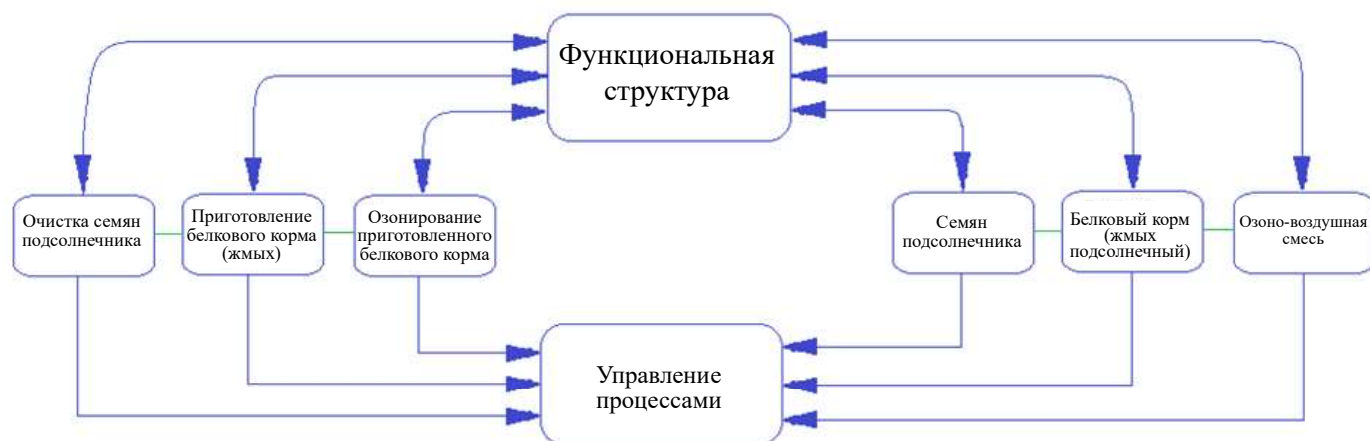 Функциональная
структура
Очистка семян
подсолнечника
Приготовление
белкового корма
(жмых)
Озонирование
приготовленного
белкового корма
Семян
подсолнечника
Белковый корм
(жмых
подсолнечный)
Озоно-воздушная
смесь
Управление
процессами